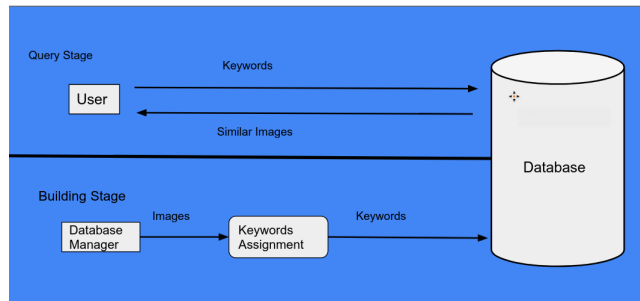 Query Stage
Keywords
User
Similar Images
Database
Building Stage
Images
Keywords
Database
Manager
Keywords
Assignment